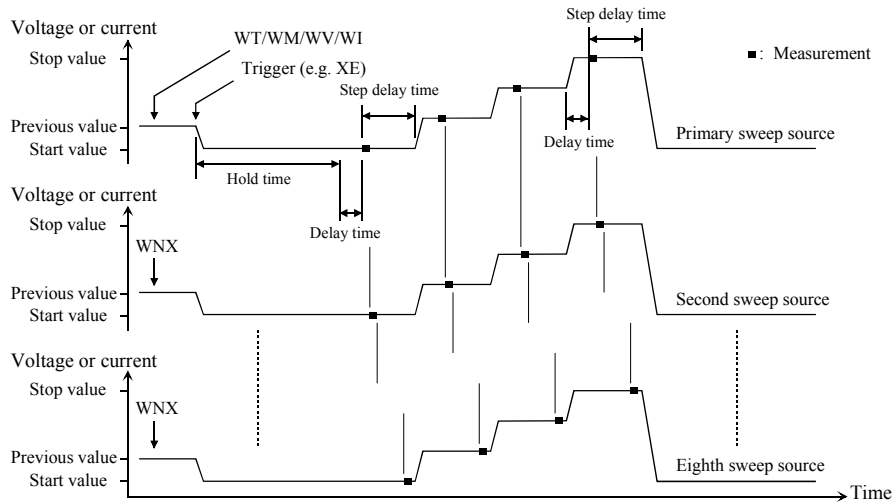 Voltage or current
Stop value
Previous value
Start value
WT/WM/WV/WI
Trigger (e.g. XE)
Step delay time
Step delay time
■: Measurement
Delay time
Primary sweep source
Hold time
Delay time
Voltage or current
Stop value
WNX
Previous value
Start value
Second sweep source
Voltage or current
Stop value
WNX
Previous value
Start value
Eighth sweep source
Time